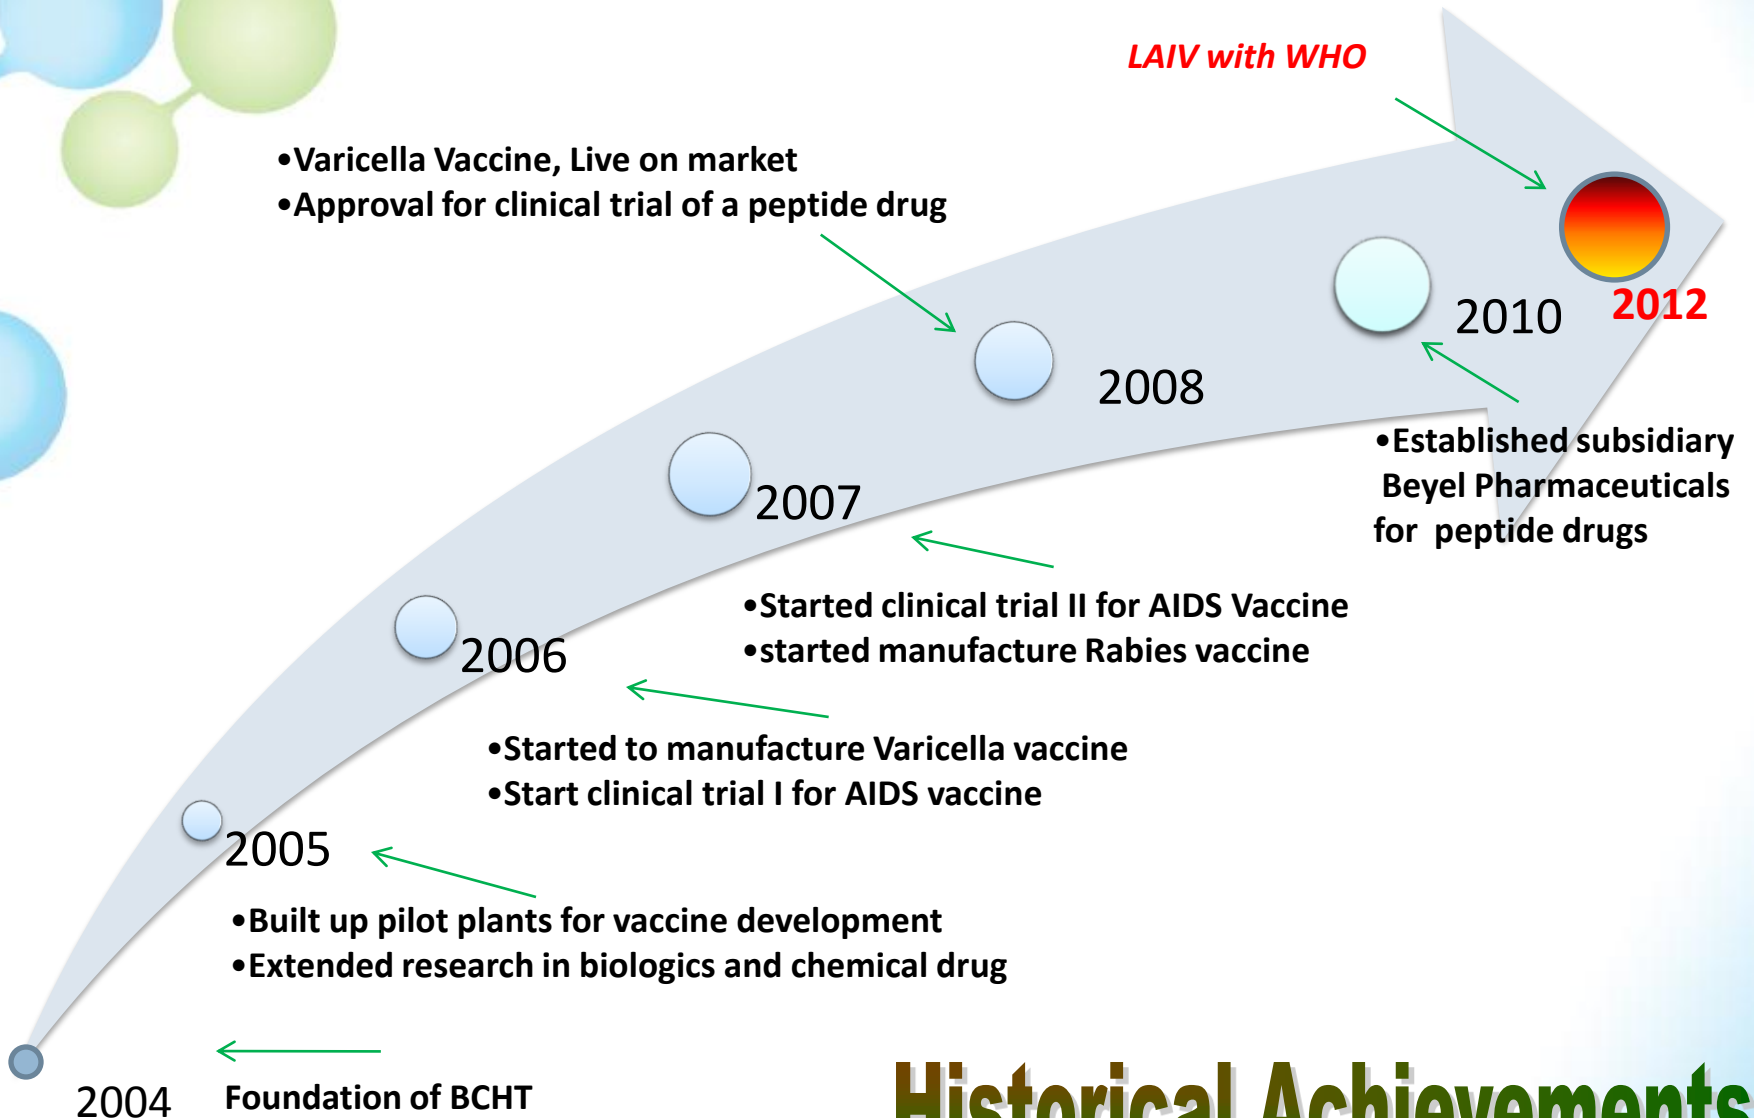 LAIV with WHO
•Varicella Vaccine, Live on market
•Approval for clinical trial of a peptide drug
2012
2010
2008
•Established subsidiary
Beyel Pharmaceuticals
for peptide drugs
2007
•Started clinical trial II for AIDS Vaccine
•started manufacture Rabies vaccine
2006
•Started to manufacture Varicella vaccine
•Start clinical trial I for AIDS vaccine
2005
•Built up pilot plants for vaccine development
•Extended research in biologics and chemical drug
2004
Foundation of BCHT
Historical Achievements